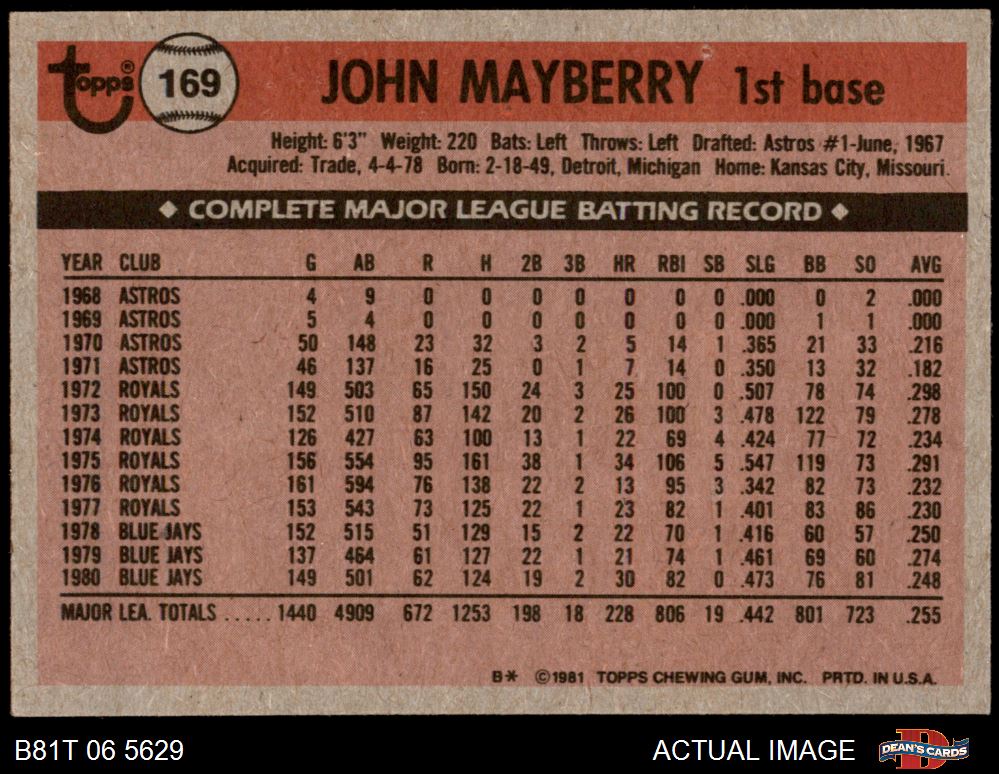 Topps® 169 JOHN MAYBERRY 1st base
Height: 6'3" Weight: 220 Bats: Left Throws: Left Drafted: Astros #1-June, 1967
Acquired: Trade, 4-4-78 Born: 2-18-49, Detroit, Michigan Home: Kansas City, Missouri.
◆ COMPLETE MAJOR LEAGUE BATTING RECORD ◆
YEAR CLUB G AB R H 2B 3B HR RBI SB SLG BB SO AVG
1968 ASTROS 4 9 0 0 0 0 0 0 0 .000 0 2 .000
1969 ASTROS 5 4 0 0 0 0 0 0 0 .000 1 1 .000
1970 ASTROS 50 148 23 32 3 2 5 14 1 .365 21 33 .216
1971 ASTROS 46 137 16 25 0 1 7 14 0 .350 13 32 .182
1972 ROYALS 149 503 65 150 24 3 25 100 0 .507 78 74 .298
1973 ROYALS 152 510 87 142 20 2 26 100 3 .478 122 79 .278
1974 ROYALS 126 427 63 100 13 1 22 69 4 .424 77 72 .234
1975 ROYALS 156 554 95 161 38 1 34 106 5 .547 119 73 .291
1976 ROYALS 161 594 76 138 22 2 13 95 3 .342 82 73 .232
1977 ROYALS 153 543 73 125 22 1 23 82 1 .401 83 86 .230
1978 BLUE JAYS 152 515 51 129 15 2 22 70 1 .416 60 57 .250
1979 BLUE JAYS 137 464 61 127 22 1 21 74 1 .461 69 60 .274
1980 BLUE JAYS 149 501 62 124 19 2 30 82 0 .473 76 81 .248
MAJOR LEA. TOTALS ..... 1440 4909 672 1253 198 18 228 806 19 .442 801 723 .255
B* ©1981 TOPPS CHEWING GUM, INC. PRTD. IN U.S.A.
B81T 06 5629 ACTUAL IMAGE DEAN'S CARDS